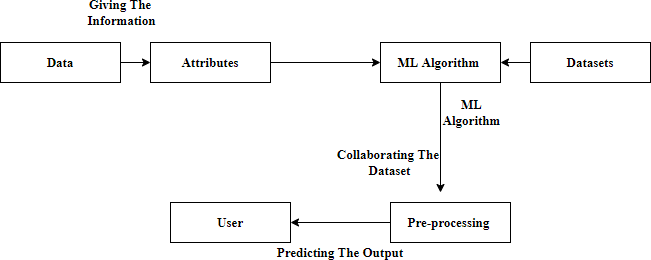 Giving The
Information
Data
Attributes
ML Algorithm
Datasets
ML
Algorithm
Collaborating The
Dataset
User
Pre-processing
Predicting The Output